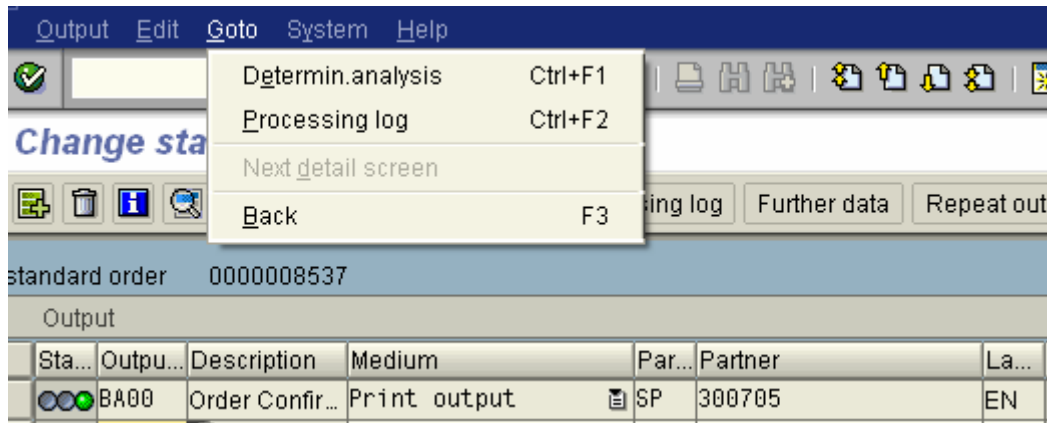 Output Edit Goto System Help
Determin.analysis Ctrl+F1
Processing log Ctrl+F2
Change sta
Next detail screen
Back F3
ing log Further data Repeat out
standard order 0000008537
Output
Sta... Outpu... Description Medium Par... Partner La...
BA00 Order Confir... Print output SP 300705 EN